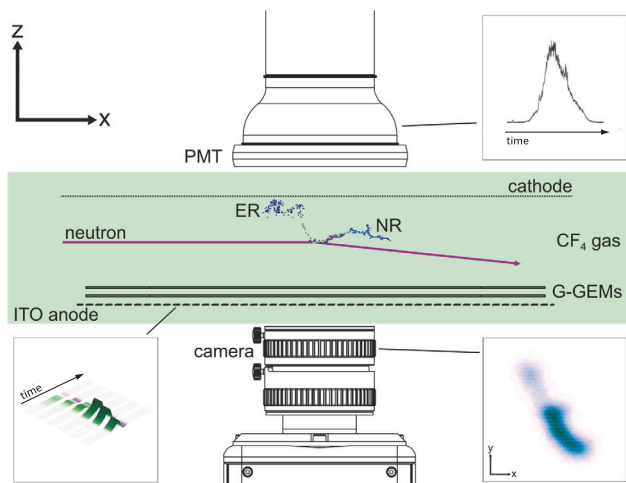 z
x
PMT
time
cathode
ER
NR
neutron
CF4 gas
G-GEMs
ITO anode
camera
time
y
x